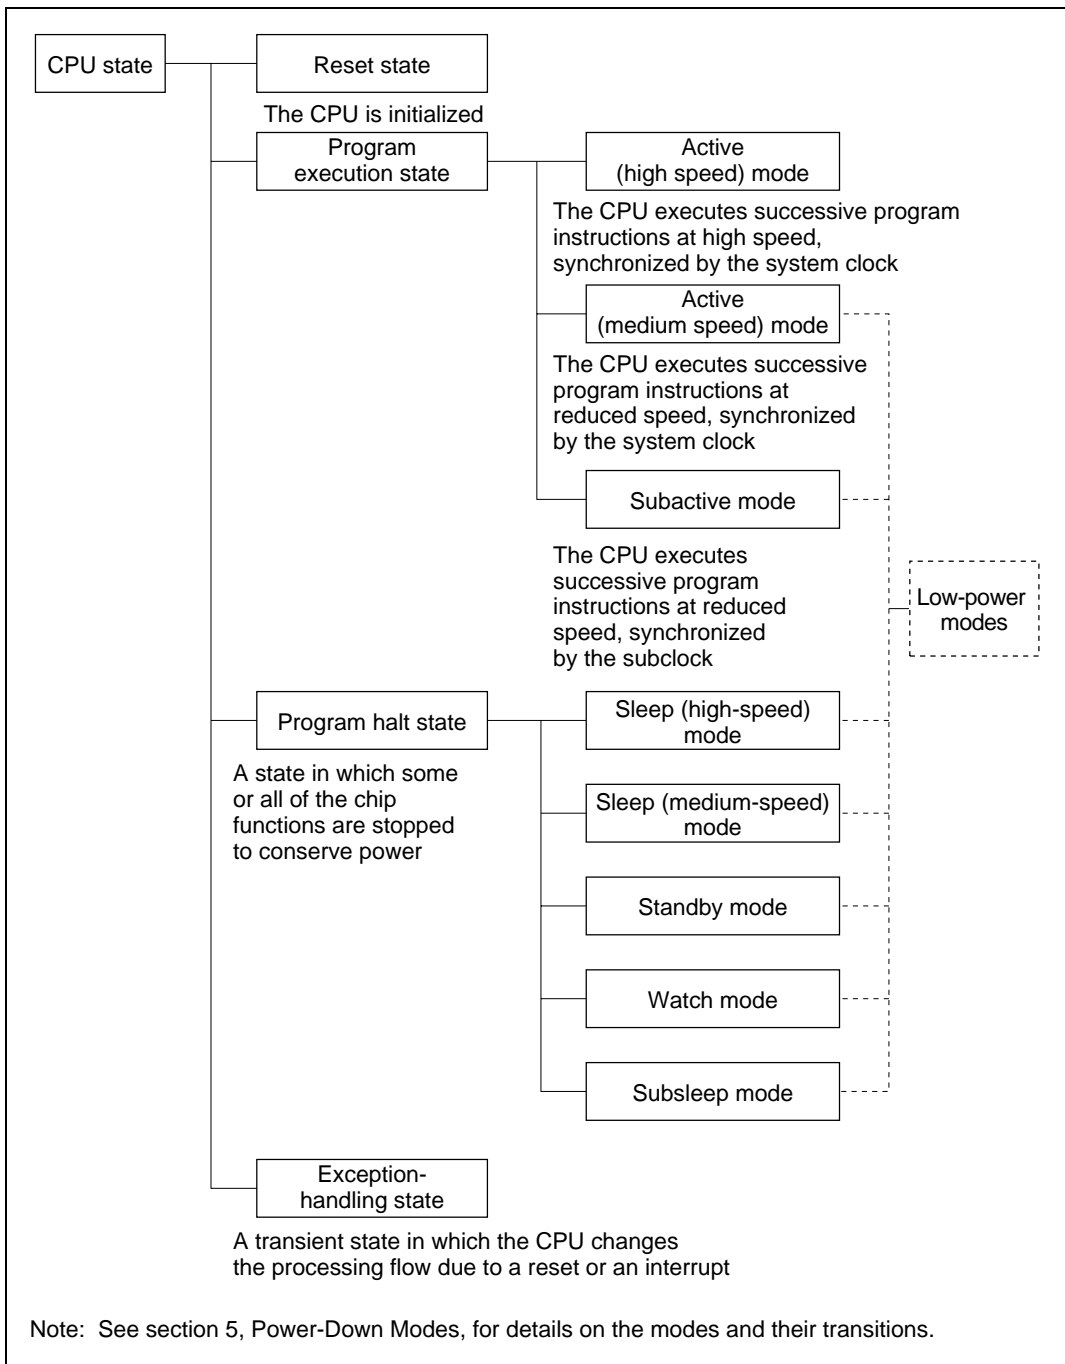 CPU state
Reset state
The CPU is initialized
Program
execution state
Active
(high speed) mode
The CPU executes successive program
instructions at high speed,
synchronized by the system clock
Active
(medium speed) mode
The CPU executes successive
program instructions at
reduced speed, synchronized
by the system clock
Subactive mode
The CPU executes
successive program
instructions at reduced
speed, synchronized
by the subclock
Low-power
modes
Program halt state
A state in which some
or all of the chip
functions are stopped
to conserve power
Sleep (high-speed)
mode
Sleep (medium-speed)
mode
Standby mode
Watch mode
Subsleep mode
Exception-
handling state
A transient state in which the CPU changes
the processing flow due to a reset or an interrupt
Note: See section 5, Power-Down Modes, for details on the modes and their transitions.